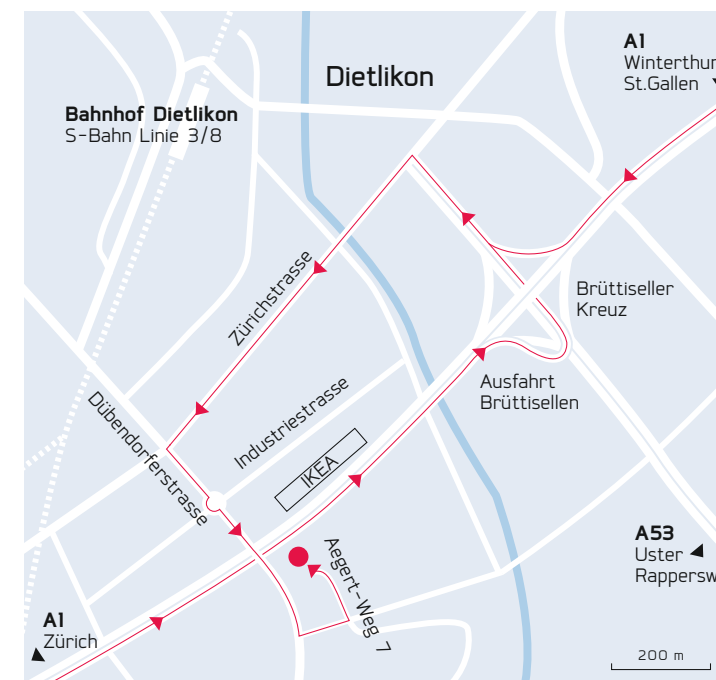 Dietlikon
A1
Winterthur
St.Gallen
Bahnhof Dietlikon
S-Bahn Linie 3/8
Zürichstrasse
Brüttiseller
Kreuz
Ausfahrt
Brüttisellen
Industriestrasse
Dübendorferstrasse
IKEA
Aegert-Weg 7
A53
Uster
Rappersw
A1
Zürich
200 m